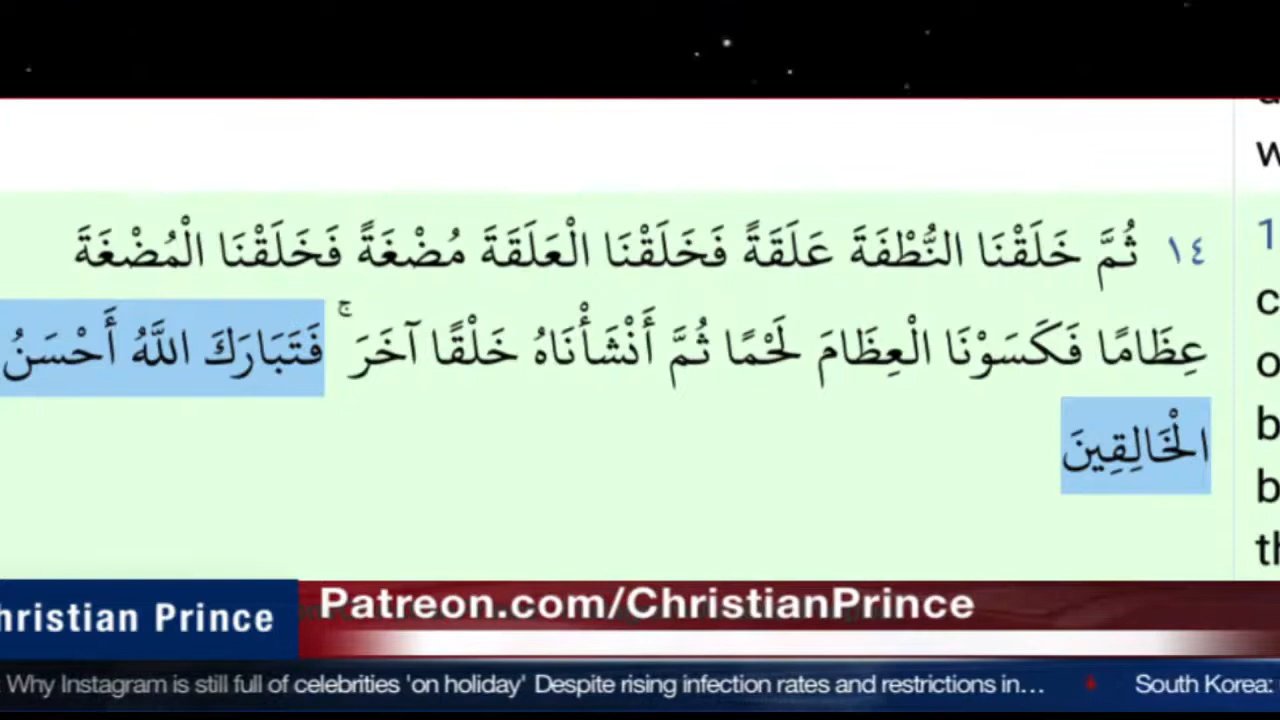 ١٤ ثُمَّ خَلَقْنَا النُّطْفَةَ عَلَقَةً فَخَلَقْنَا الْعَلَقَةَ مُضْغَةً فَخَلَقْنَا الْمُضْغَةَ
عِظَامًا فَكَسَوْنَا الْعِظَامَ لَحْمًا ثُمَّ أَنْشَأْنَاهُ خَلْقًا آخَرَ ۚ فَتَبَارَكَ اللَّهُ أَحْسَنُ
الْخَالِقِينَ
hristian Prince
Patreon.com/ChristianPrince
Why Instagram is still full of celebrities 'on holiday' Despite rising infection rates and restrictions in... South Korea: